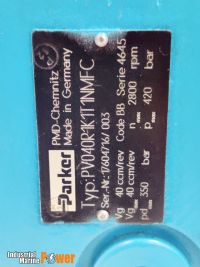 Parker
PMD-Chemnitz
Made in Germany
Typ: PV040R1K1T1NMFC
Ser.-Nr: 17604716/003
Vg 40 ccm/rev Code BB Serie 4645
Vg 40 ccm/rev n 2800 rpm
pd 350 bar p 420 bar
Industrial
Marine Power